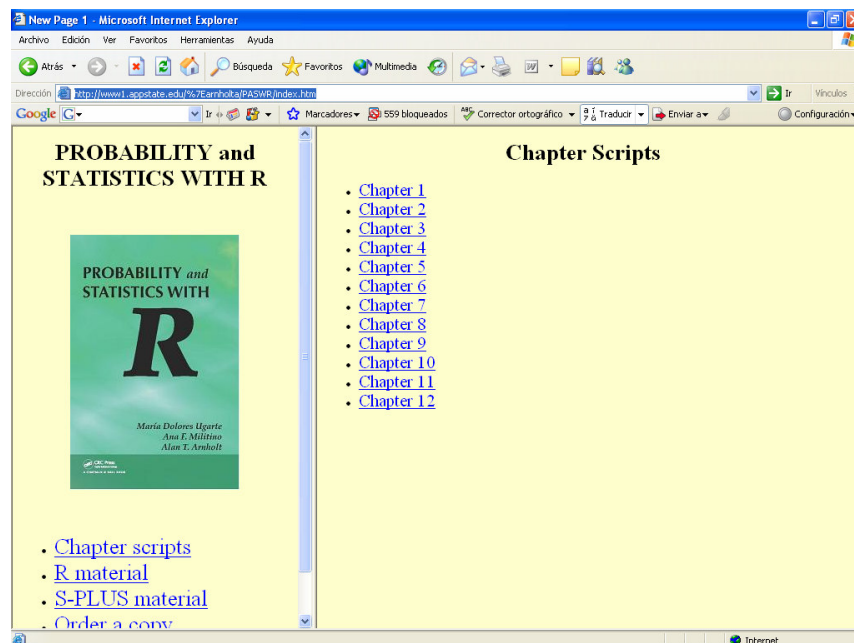 New Page 1 - Microsoft Internet Explorer
Archivo Edición Ver Favoritos Herramientas Ayuda
Atrás Búsqueda Favoritos Multimedia
Dirección http://www1.appstate.edu/%7Earnholta/PASWR/index.htm Ir Vínculos
Google G Ir Marcadores 559 bloqueados ABC Corrector ortográfico Traducir Enviar a Configuración
PROBABILITY and
STATISTICS WITH R
PROBABILITY and
STATISTICS WITH
R
María Dolores Ugarte
Ana F. Militino
Alan T. Arnholt
CRC Press
Chapter scripts
R material
S-PLUS material
Order a copy
Chapter Scripts
Chapter 1
Chapter 2
Chapter 3
Chapter 4
Chapter 5
Chapter 6
Chapter 7
Chapter 8
Chapter 9
Chapter 10
Chapter 11
Chapter 12
Internet